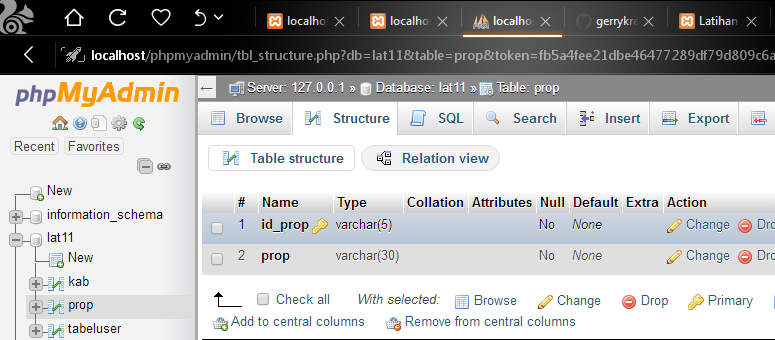 localhos
localhos
localhos
gerrykre
Latihan
localhost/phpmyadmin/tbl_structure.php?db=lat11&table=prop&token=fb5a4fee21dbe46477289df79d809c6a
phpMyAdmin
Recent Favorites
New
information_schema
lat11
New
kab
prop
tabeluser
Server: 127.0.0.1 » Database: lat11 » Table: prop
Browse Structure SQL Search Insert Export
Table structure Relation view
# Name Type Collation Attributes Null Default Extra Action
1 id_prop varchar(5) No None Change Dro
2 prop varchar(30) No None Change Dro
Check all With selected: Browse Change Drop Primary
Add to central columns Remove from central columns